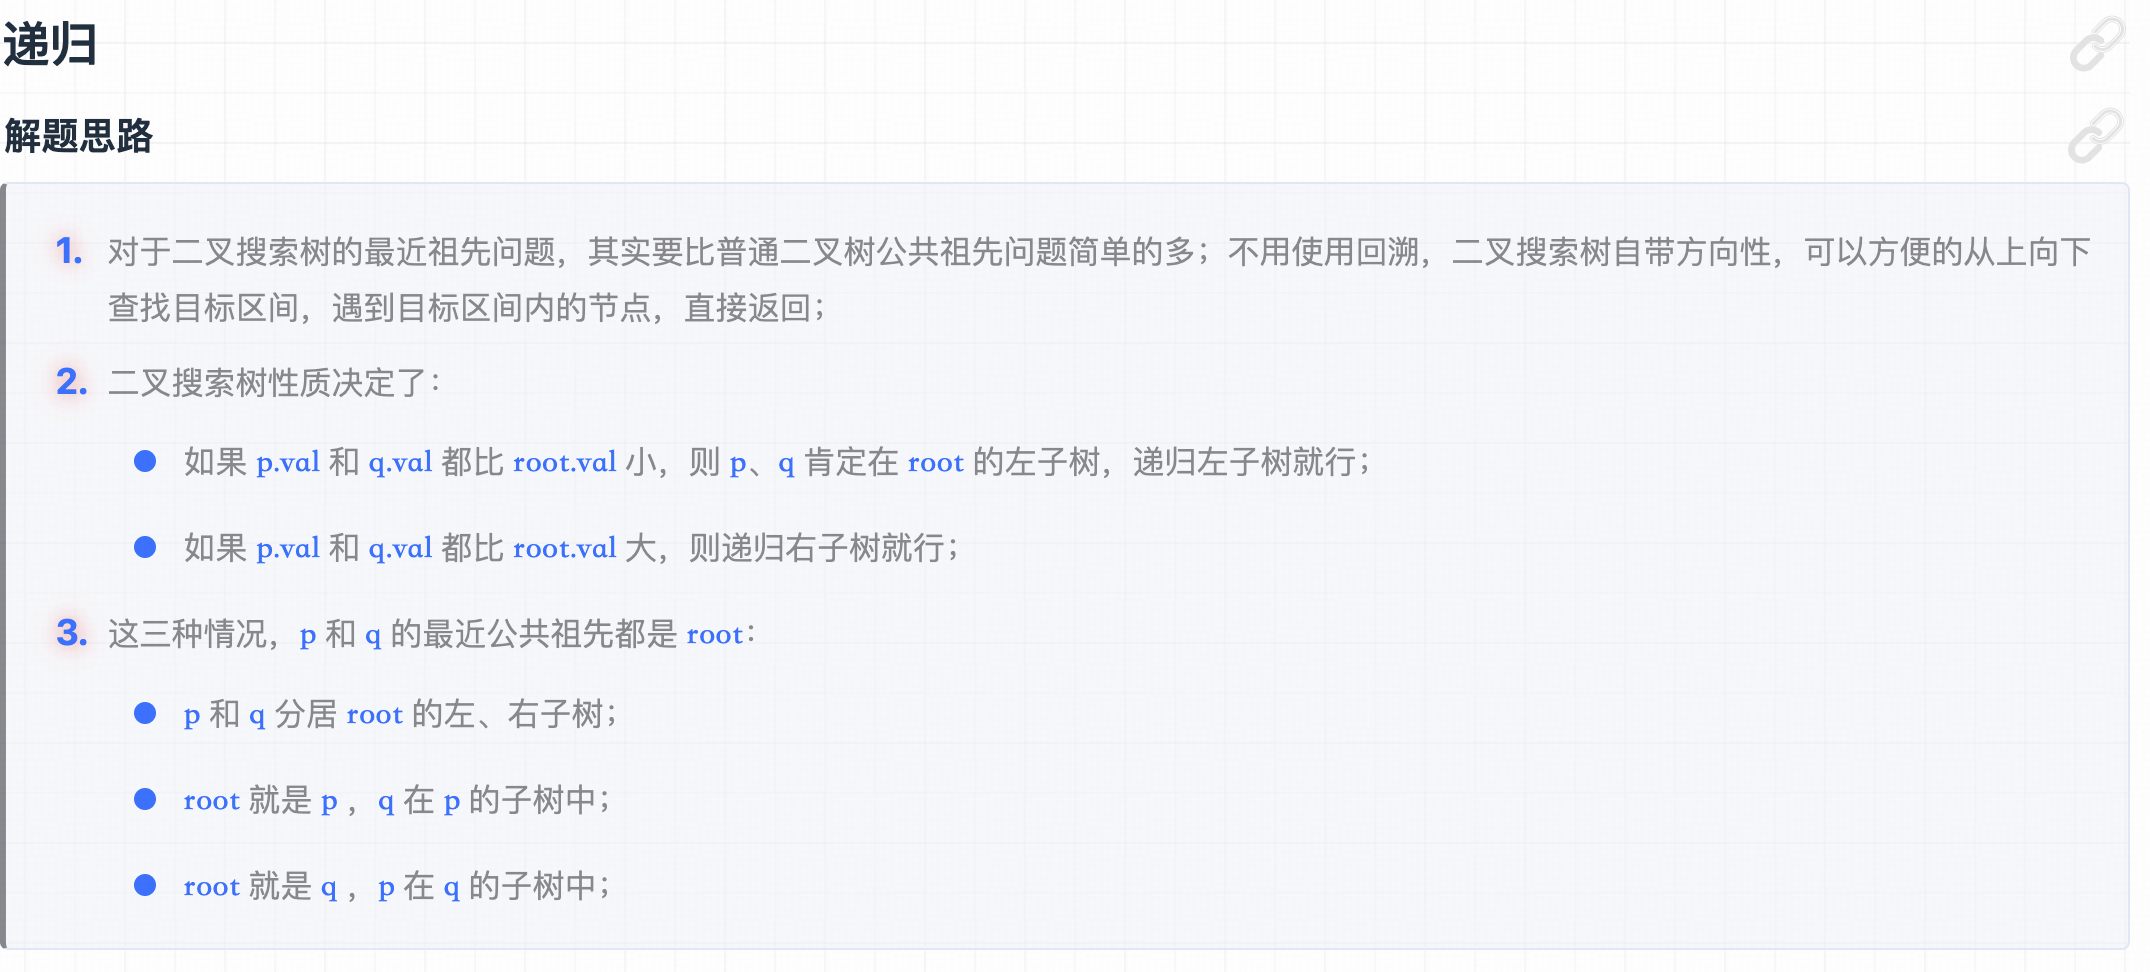 递归
解题思路
1. 对于二叉搜索树的最近祖先问题，其实要比普通二叉树公共祖先问题简单的多；不用使用回溯，二叉搜索树自带方向性，可以方便的从上向下
查找目标区间，遇到目标区间内的节点，直接返回；
2. 二叉搜索树性质决定了：
如果 p.val 和 q.val 都比 root.val 小，则 p、q 肯定在 root 的左子树，递归左子树就行；
如果 p.val 和 q.val 都比 root.val 大，则递归右子树就行；
3. 这三种情况，p 和 q 的最近公共祖先都是 root：
p 和 q 分居 root 的左、右子树；
root 就是 p ，q 在 p 的子树中；
root 就是 q ，p 在 q 的子树中；